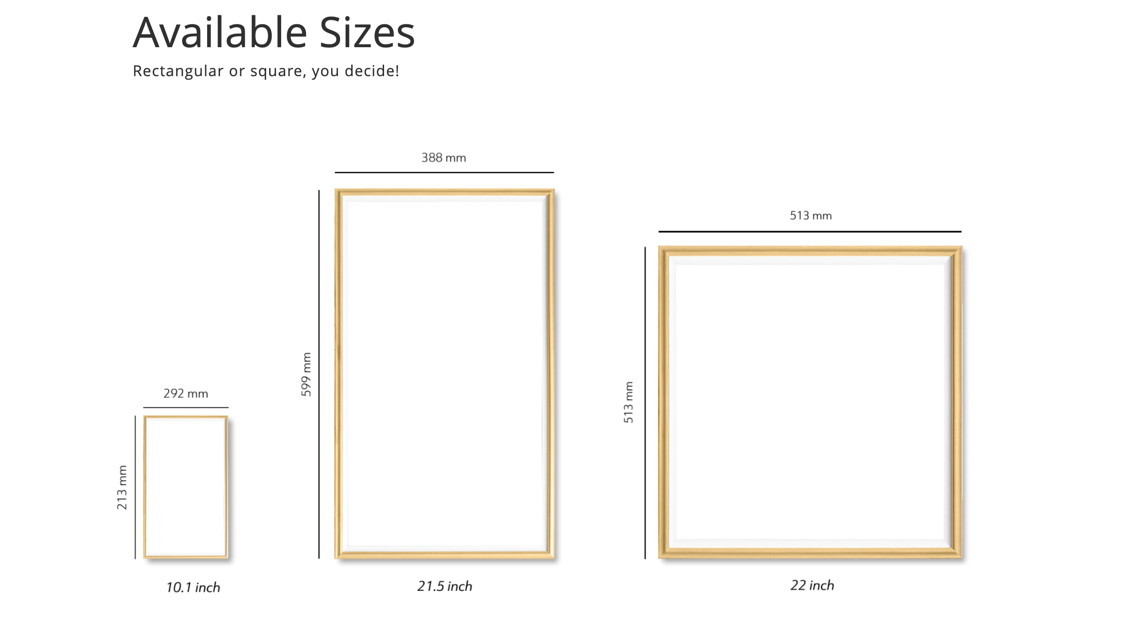 Available Sizes
Rectangular or square, you decide!
388 mm
513 mm
599 mm
292 mm
513 mm
213 mm
10.1 inch
21.5 inch
22 inch